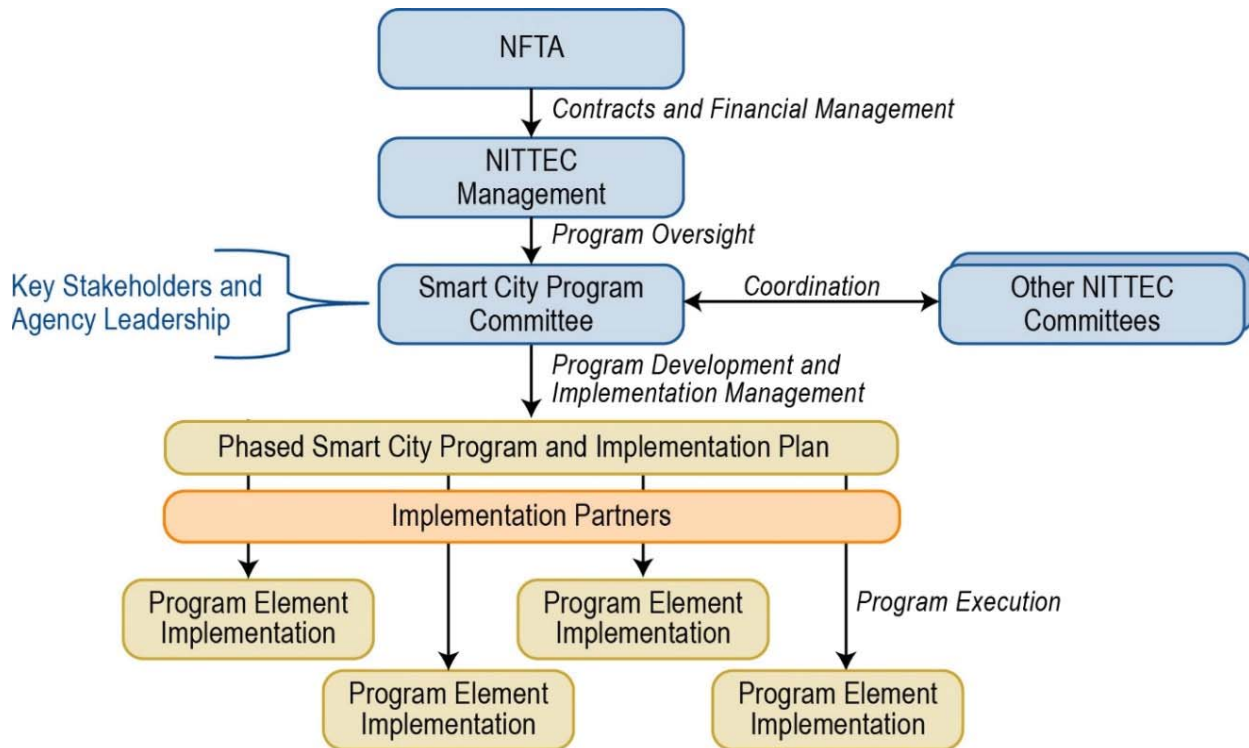 NFTA
Contracts and Financial Management
NITTEC
Management
Program Oversight
Key Stakeholders and
Agency Leadership
Smart City Program
Committee
Coordination
Other NITTEC
Committees
Program Development and
Implementation Management
Phased Smart City Program and Implementation Plan
Implementation Partners
Program Element
Implementation
Program Element
Implementation
Program Execution
Program Element
Implementation
Program Element
Implementation